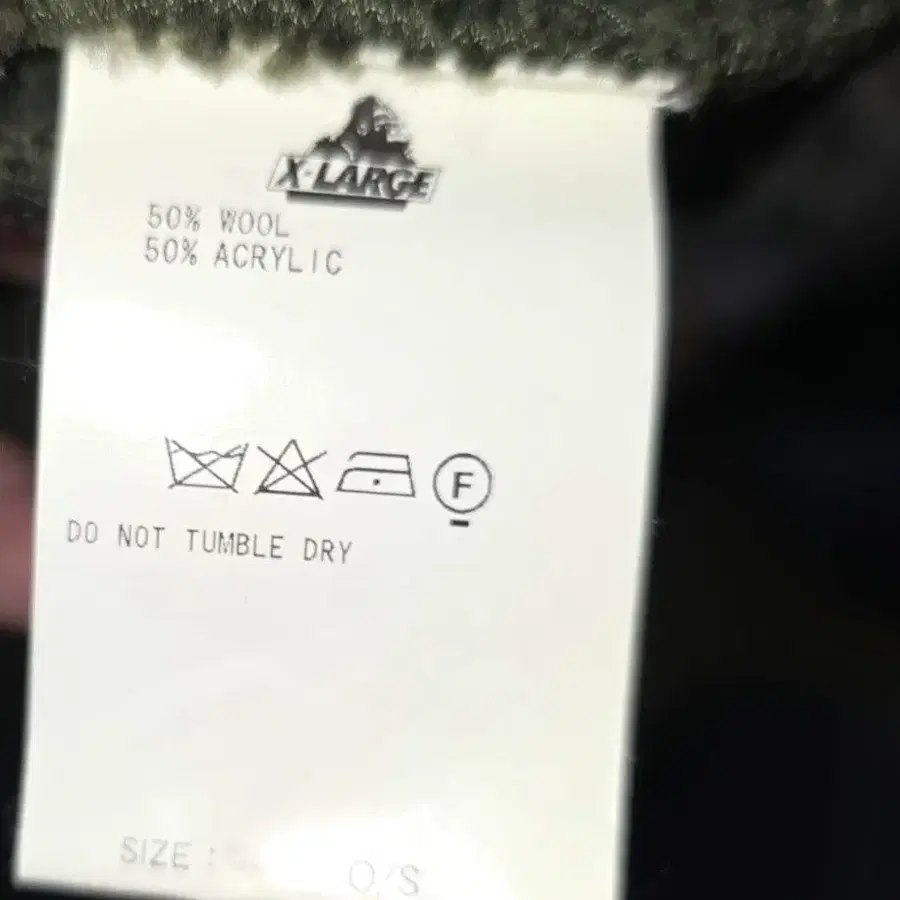 X-LARGE
50% WOOL
50% ACRYLIC
F
DO NOT TUMBLE DRY
SIZE :
O/S